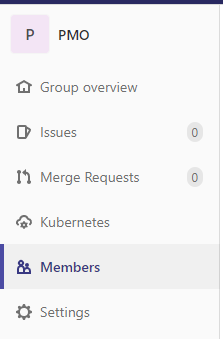 P PMO
Group overview
Issues 0
Merge Requests 0
Kubernetes
Members
Settings